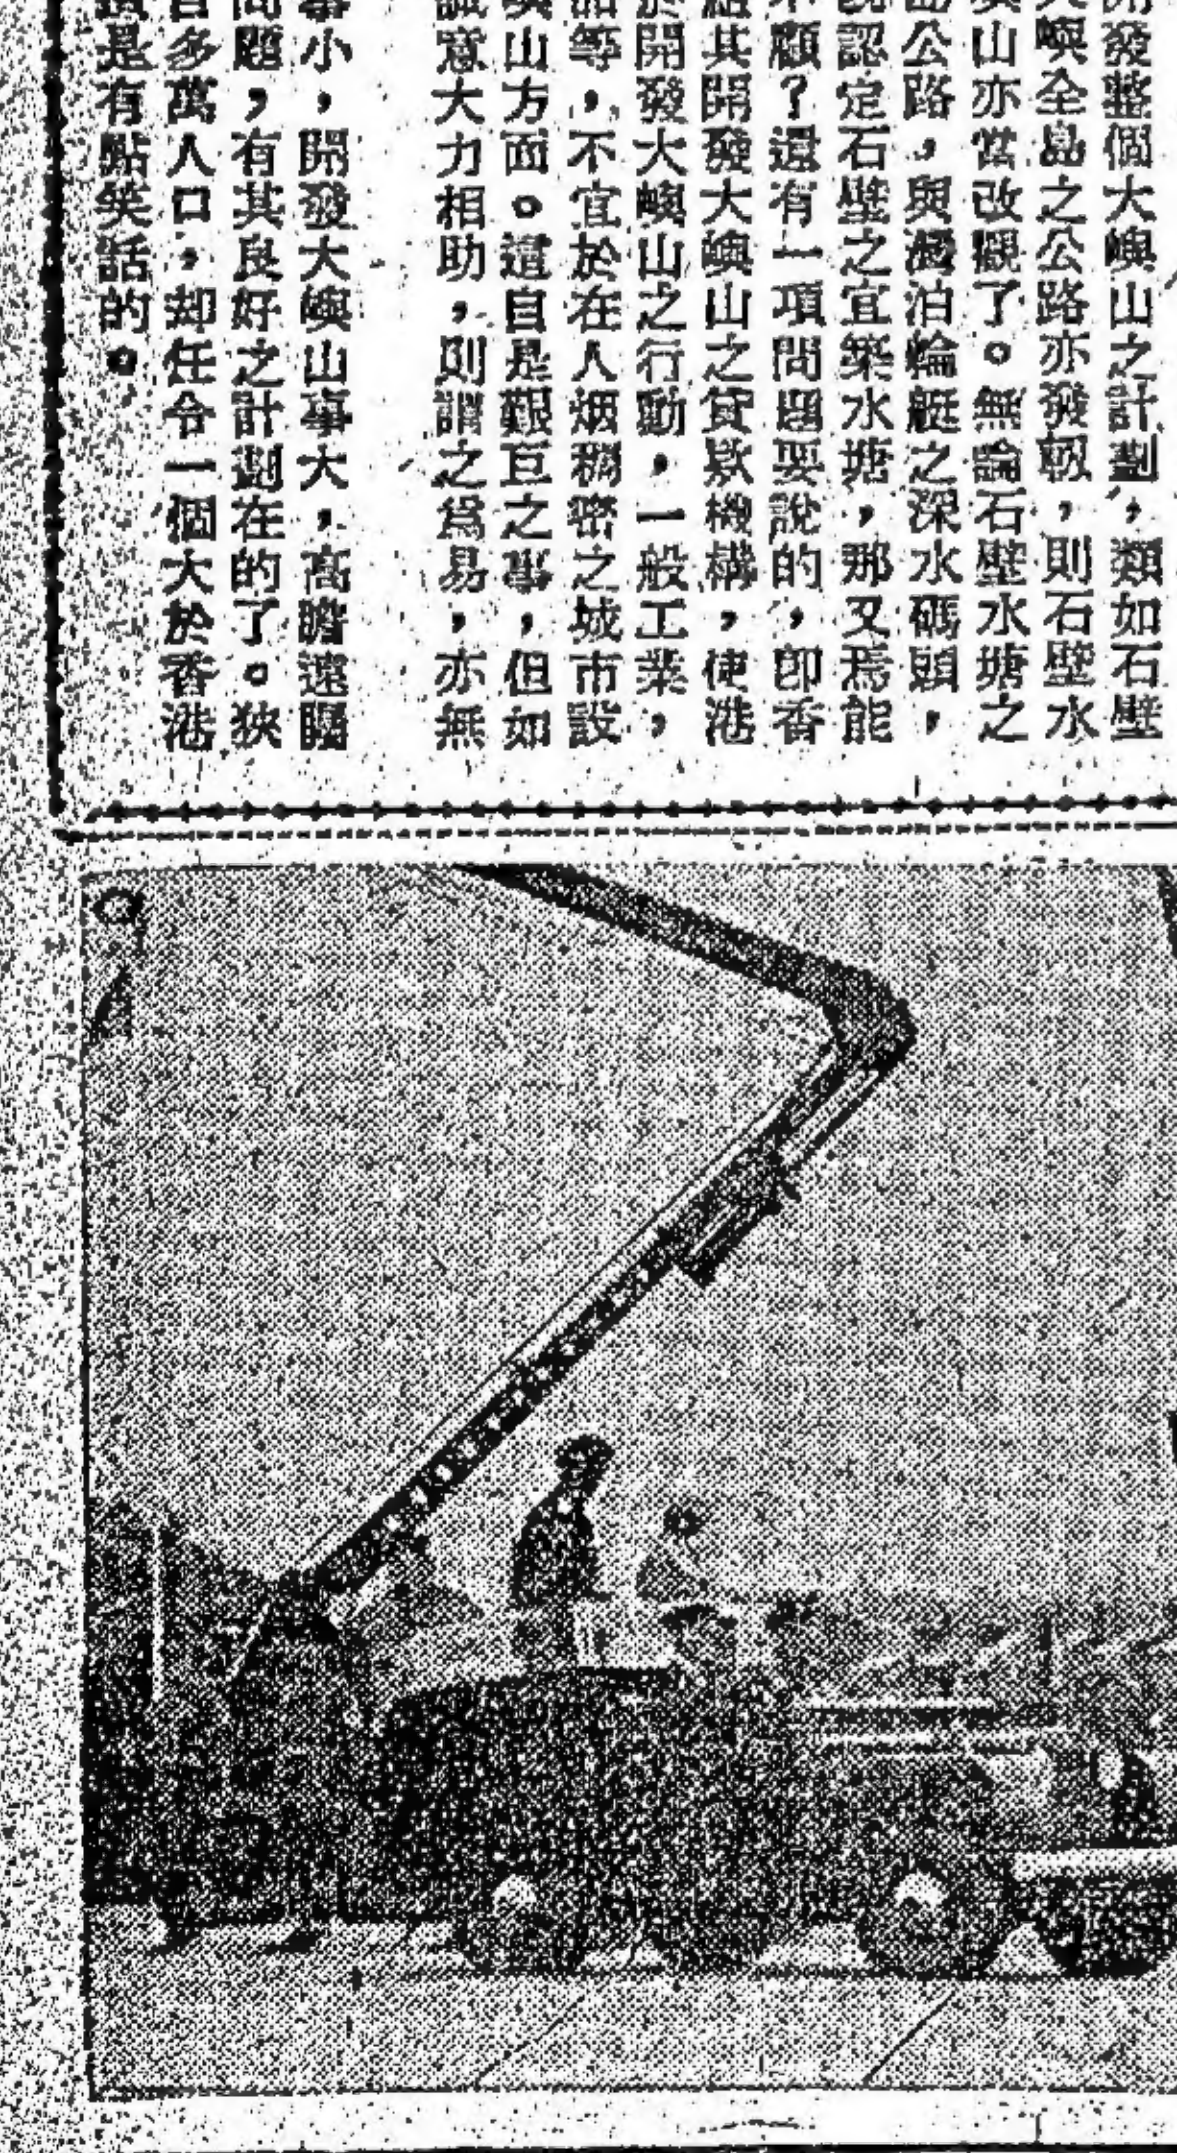 開發整個大嶼山之計劃，類如石壁
大嶼全島之公路亦發軔，則石壁水
嶼山亦當改觀了。無論石壁水塘之
公路，與灣泊輪艇之深水碼頭，
認定石壁之宜築水塘，那又焉能
不顧？還有一項問題要說的，卽香
其開發大嶼山之貸欵機構，使港
於開發大嶼山之行動，一般工業，
品等，不宜於在人烟稠密之城市設
嶼山方面。這自是艱巨之事，但如
誠意大力相助，則謂之爲易，亦無
事小，開發大嶼山事大，高瞻遠矚
問題，有其良好之計劃在的了。狹
百多萬人口，却任令一個大於香港
是有點笑話的。